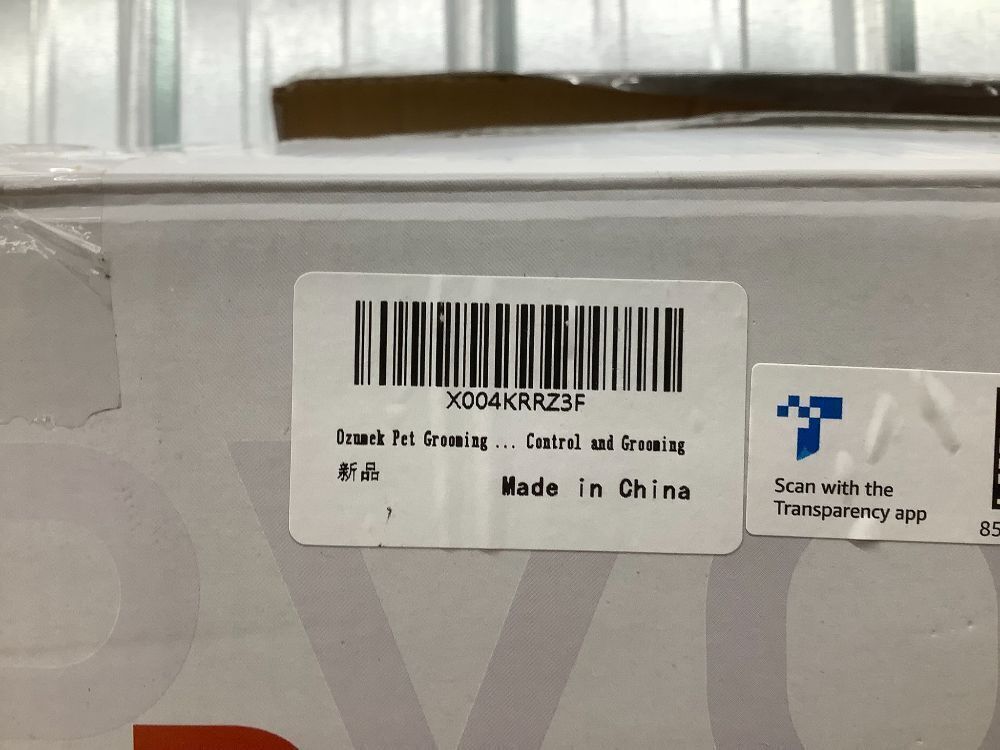 X004KRRZ3F
Ozumek Pet Grooming ... Control and Grooming
新品
Made in China
Scan with the
Transparency app
85